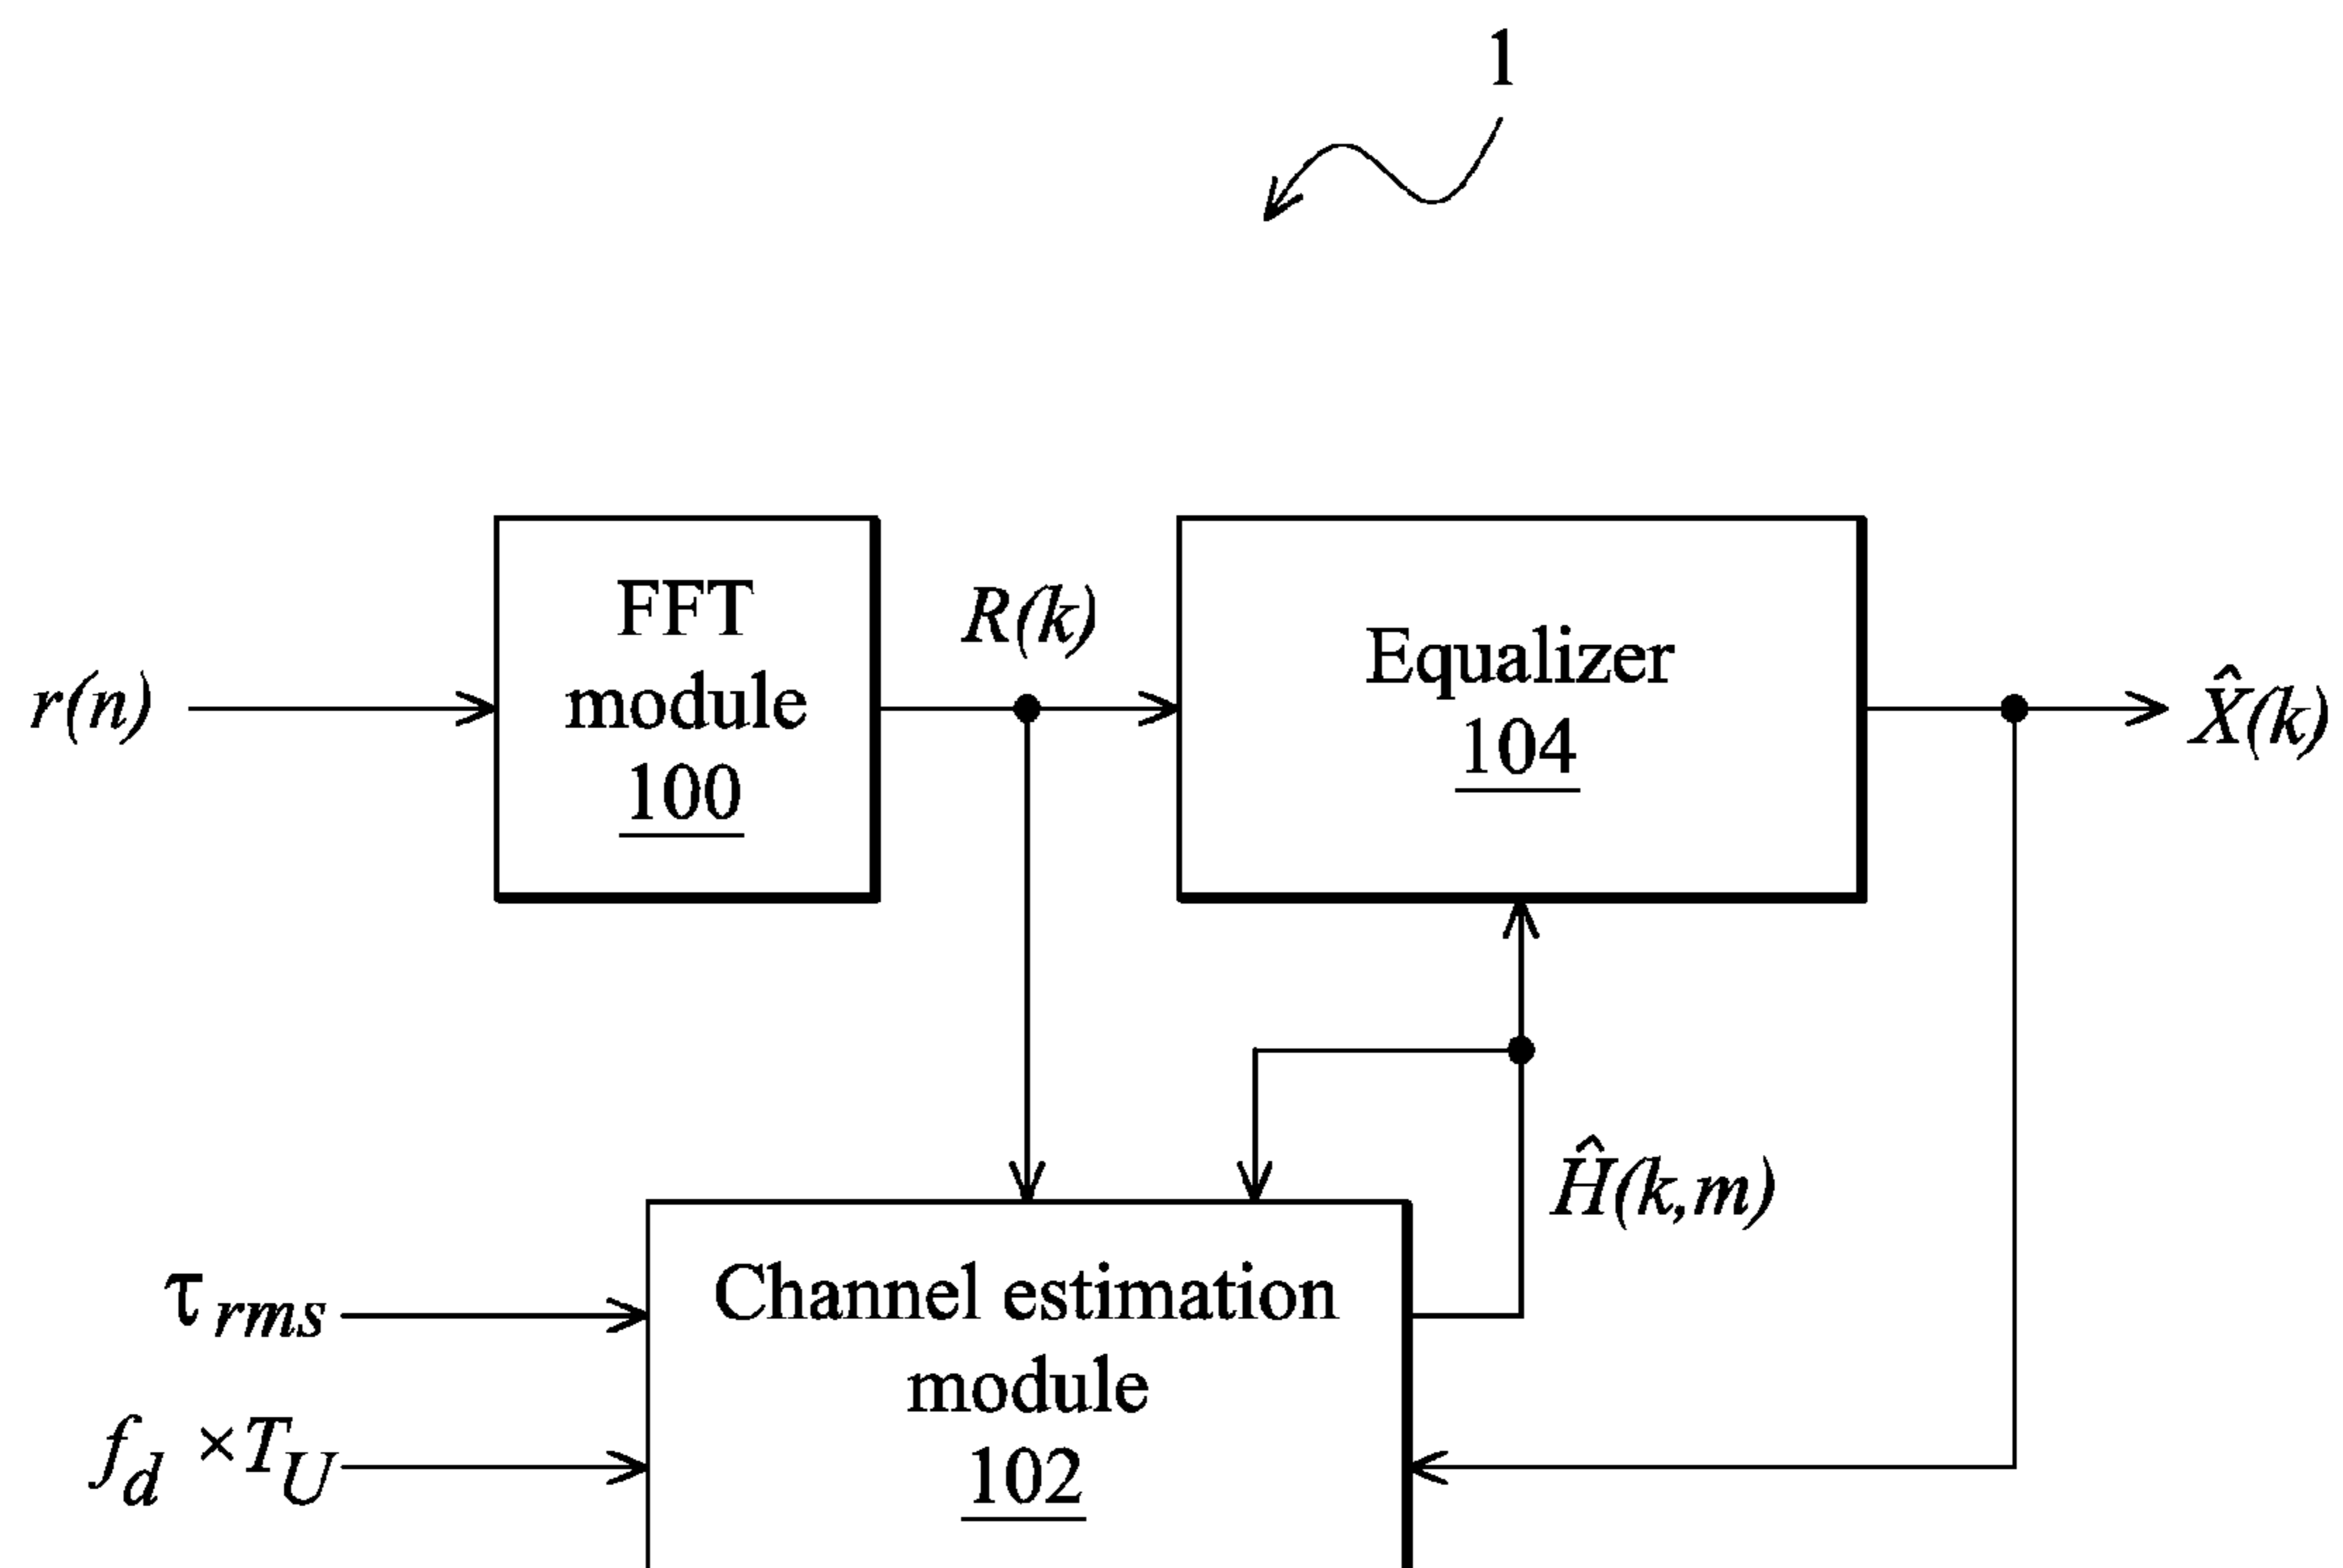 1
FFT
module
100
r(n)
R(k)
Equalizer
104
X̂(k)
Ĥ(k,m)
τrms
fd ×TU
Channel estimation
module
102